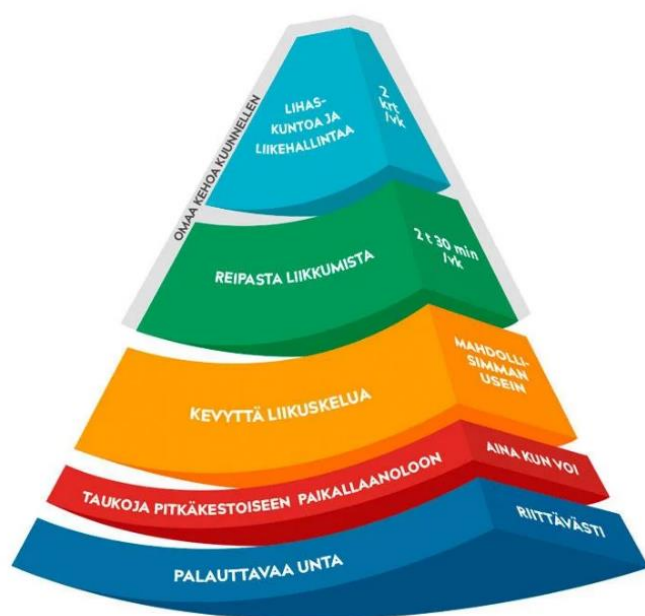 OMAA KEHOA KUUNNELLEN
LIHAS-
KUNTOA JA
LIIKEHALLINTAA
2
krt
/vk
REIPASTA LIIKKUMISTA
2 t 30 min
/vk
KEVYTTÄ LIIKUSKELUA
MAHDOLLI-
SIMMAN
USEIN
TAUKOJA PITKÄKESTOISEEN PAIKALLAANOLOON
AINA KUN VOI
PALAUTTAVAA UNTA
RIITTÄVÄSTI